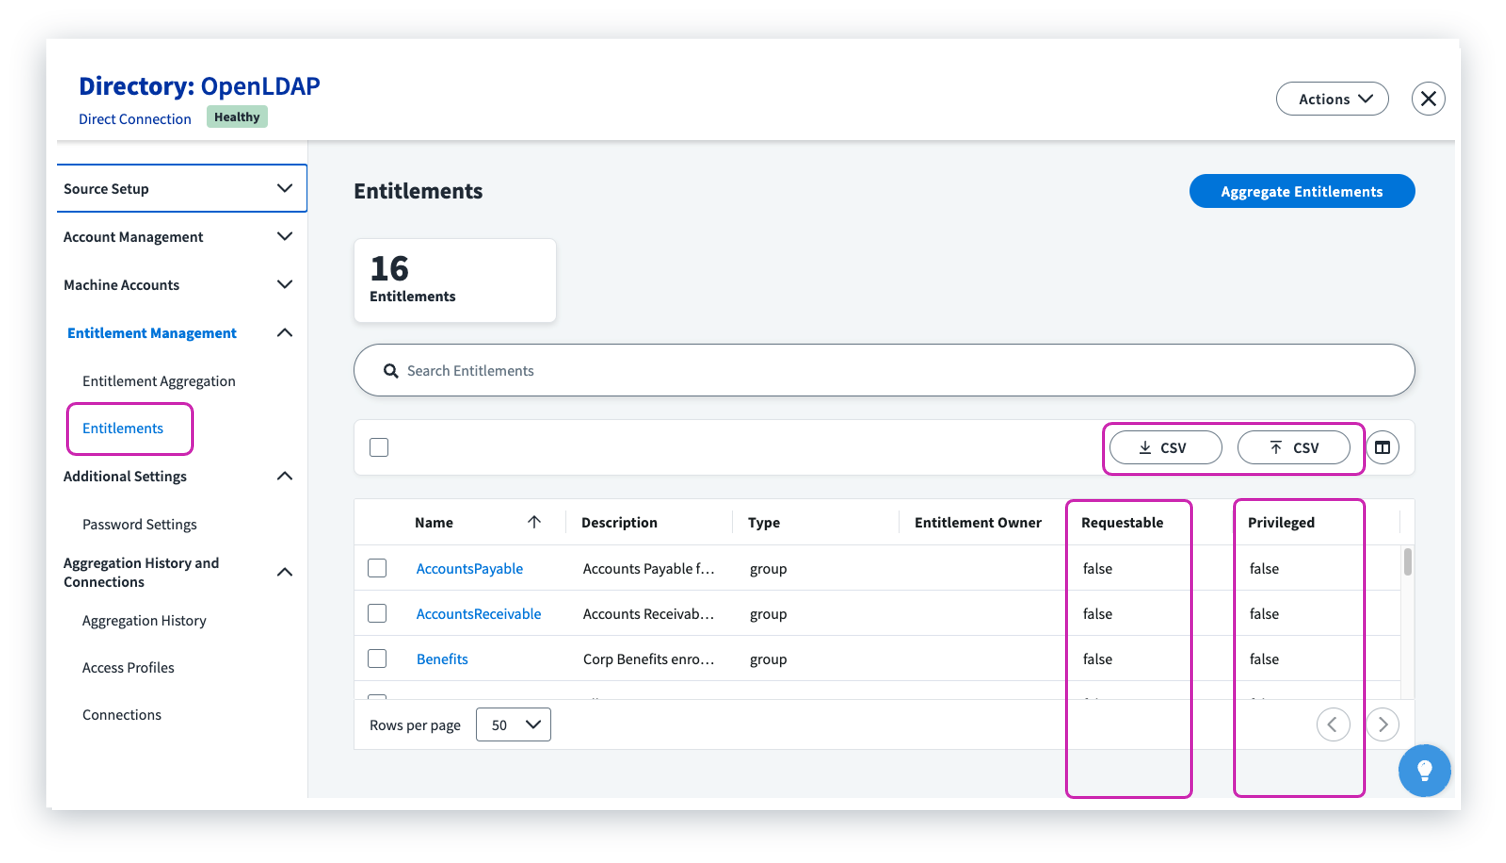 Directory: OpenLDAP
Direct Connection Healthy
Actions
Source Setup
Account Management
Machine Accounts
Entitlement Management
Entitlement Aggregation
Entitlements
Additional Settings
Password Settings
Aggregation History and
Connections
Aggregation History
Access Profiles
Connections
Entitlements
Aggregate Entitlements
16
Entitlements
Search Entitlements
CSV CSV
Name Description Type Entitlement Owner Requestable Privileged
AccountsPayable Accounts Payable f... group false false
AccountsReceivable Accounts Receivab... group false false
Benefits Corp Benefits enro... group false false
Rows per page 50